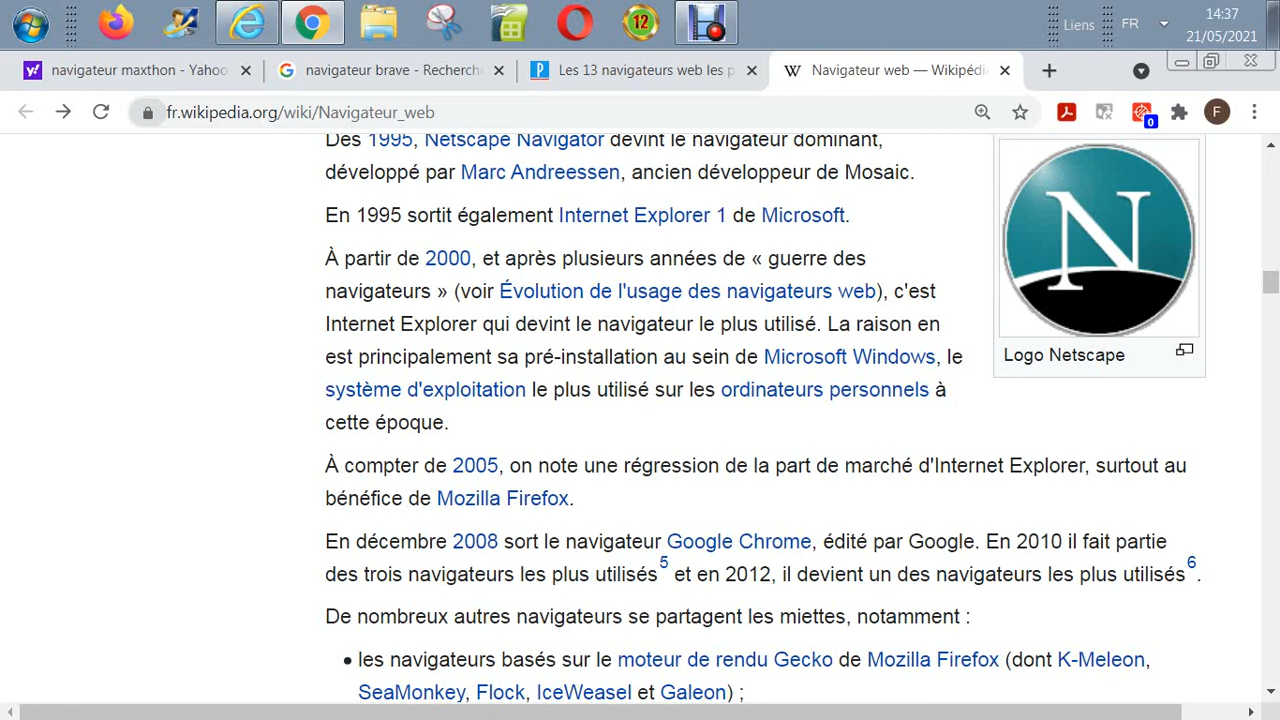 Liens
FR
14:37
21/05/2021
12
navigateur maxthon - Yahoo
navigateur brave - Recherche
Les 13 navigateurs web les p
Navigateur web — Wikipédi
fr.wikipedia.org/wiki/Navigateur_web
0
F
Dès 1995, Netscape Navigator devint le navigateur dominant,
développé par Marc Andreessen, ancien développeur de Mosaic.
En 1995 sortit également Internet Explorer 1 de Microsoft.
À partir de 2000, et après plusieurs années de « guerre des
navigateurs » (voir Évolution de l'usage des navigateurs web), c'est
Internet Explorer qui devint le navigateur le plus utilisé. La raison en
est principalement sa pré-installation au sein de Microsoft Windows, le
système d'exploitation le plus utilisé sur les ordinateurs personnels à
cette époque.
N
Logo Netscape
À compter de 2005, on note une régression de la part de marché d'Internet Explorer, surtout au
bénéfice de Mozilla Firefox.
En décembre 2008 sort le navigateur Google Chrome, édité par Google. En 2010 il fait partie
des trois navigateurs les plus utilisés5 et en 2012, il devient un des navigateurs les plus utilisés6.
De nombreux autres navigateurs se partagent les miettes, notamment :
• les navigateurs basés sur le moteur de rendu Gecko de Mozilla Firefox (dont K-Meleon,
SeaMonkey, Flock, IceWeasel et Galeon) ;